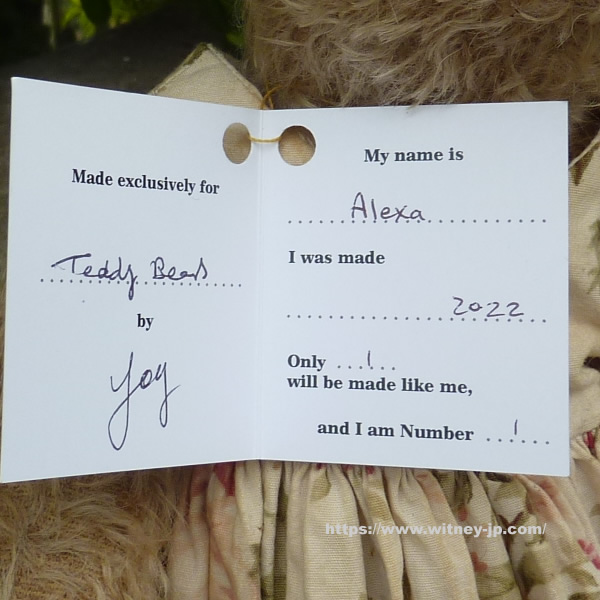 Made exclusively for
Teddy Bears
by
My name is
Alexa
I was made
2022
Only 1
will be made like me,
and I am Number 1
https://www.witney-jp.com/